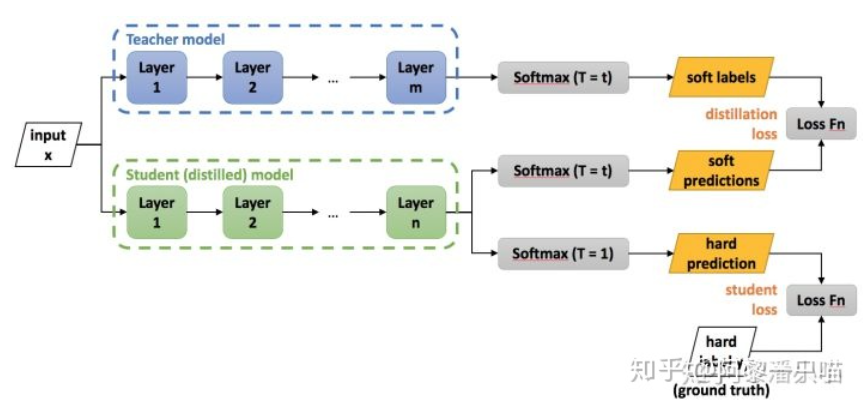 Teacher model
Layer
1
Layer
2
...
Layer
m
Softmax (T = t)
soft labels
input
x
distillation
loss
Loss Fn
Student (distilled) model
Layer
1
Layer
2
...
Layer
n
Softmax (T = t)
soft
predictions
Softmax (T = 1)
hard
prediction
student
loss
Loss Fn
hard
(ground truth)
知乎